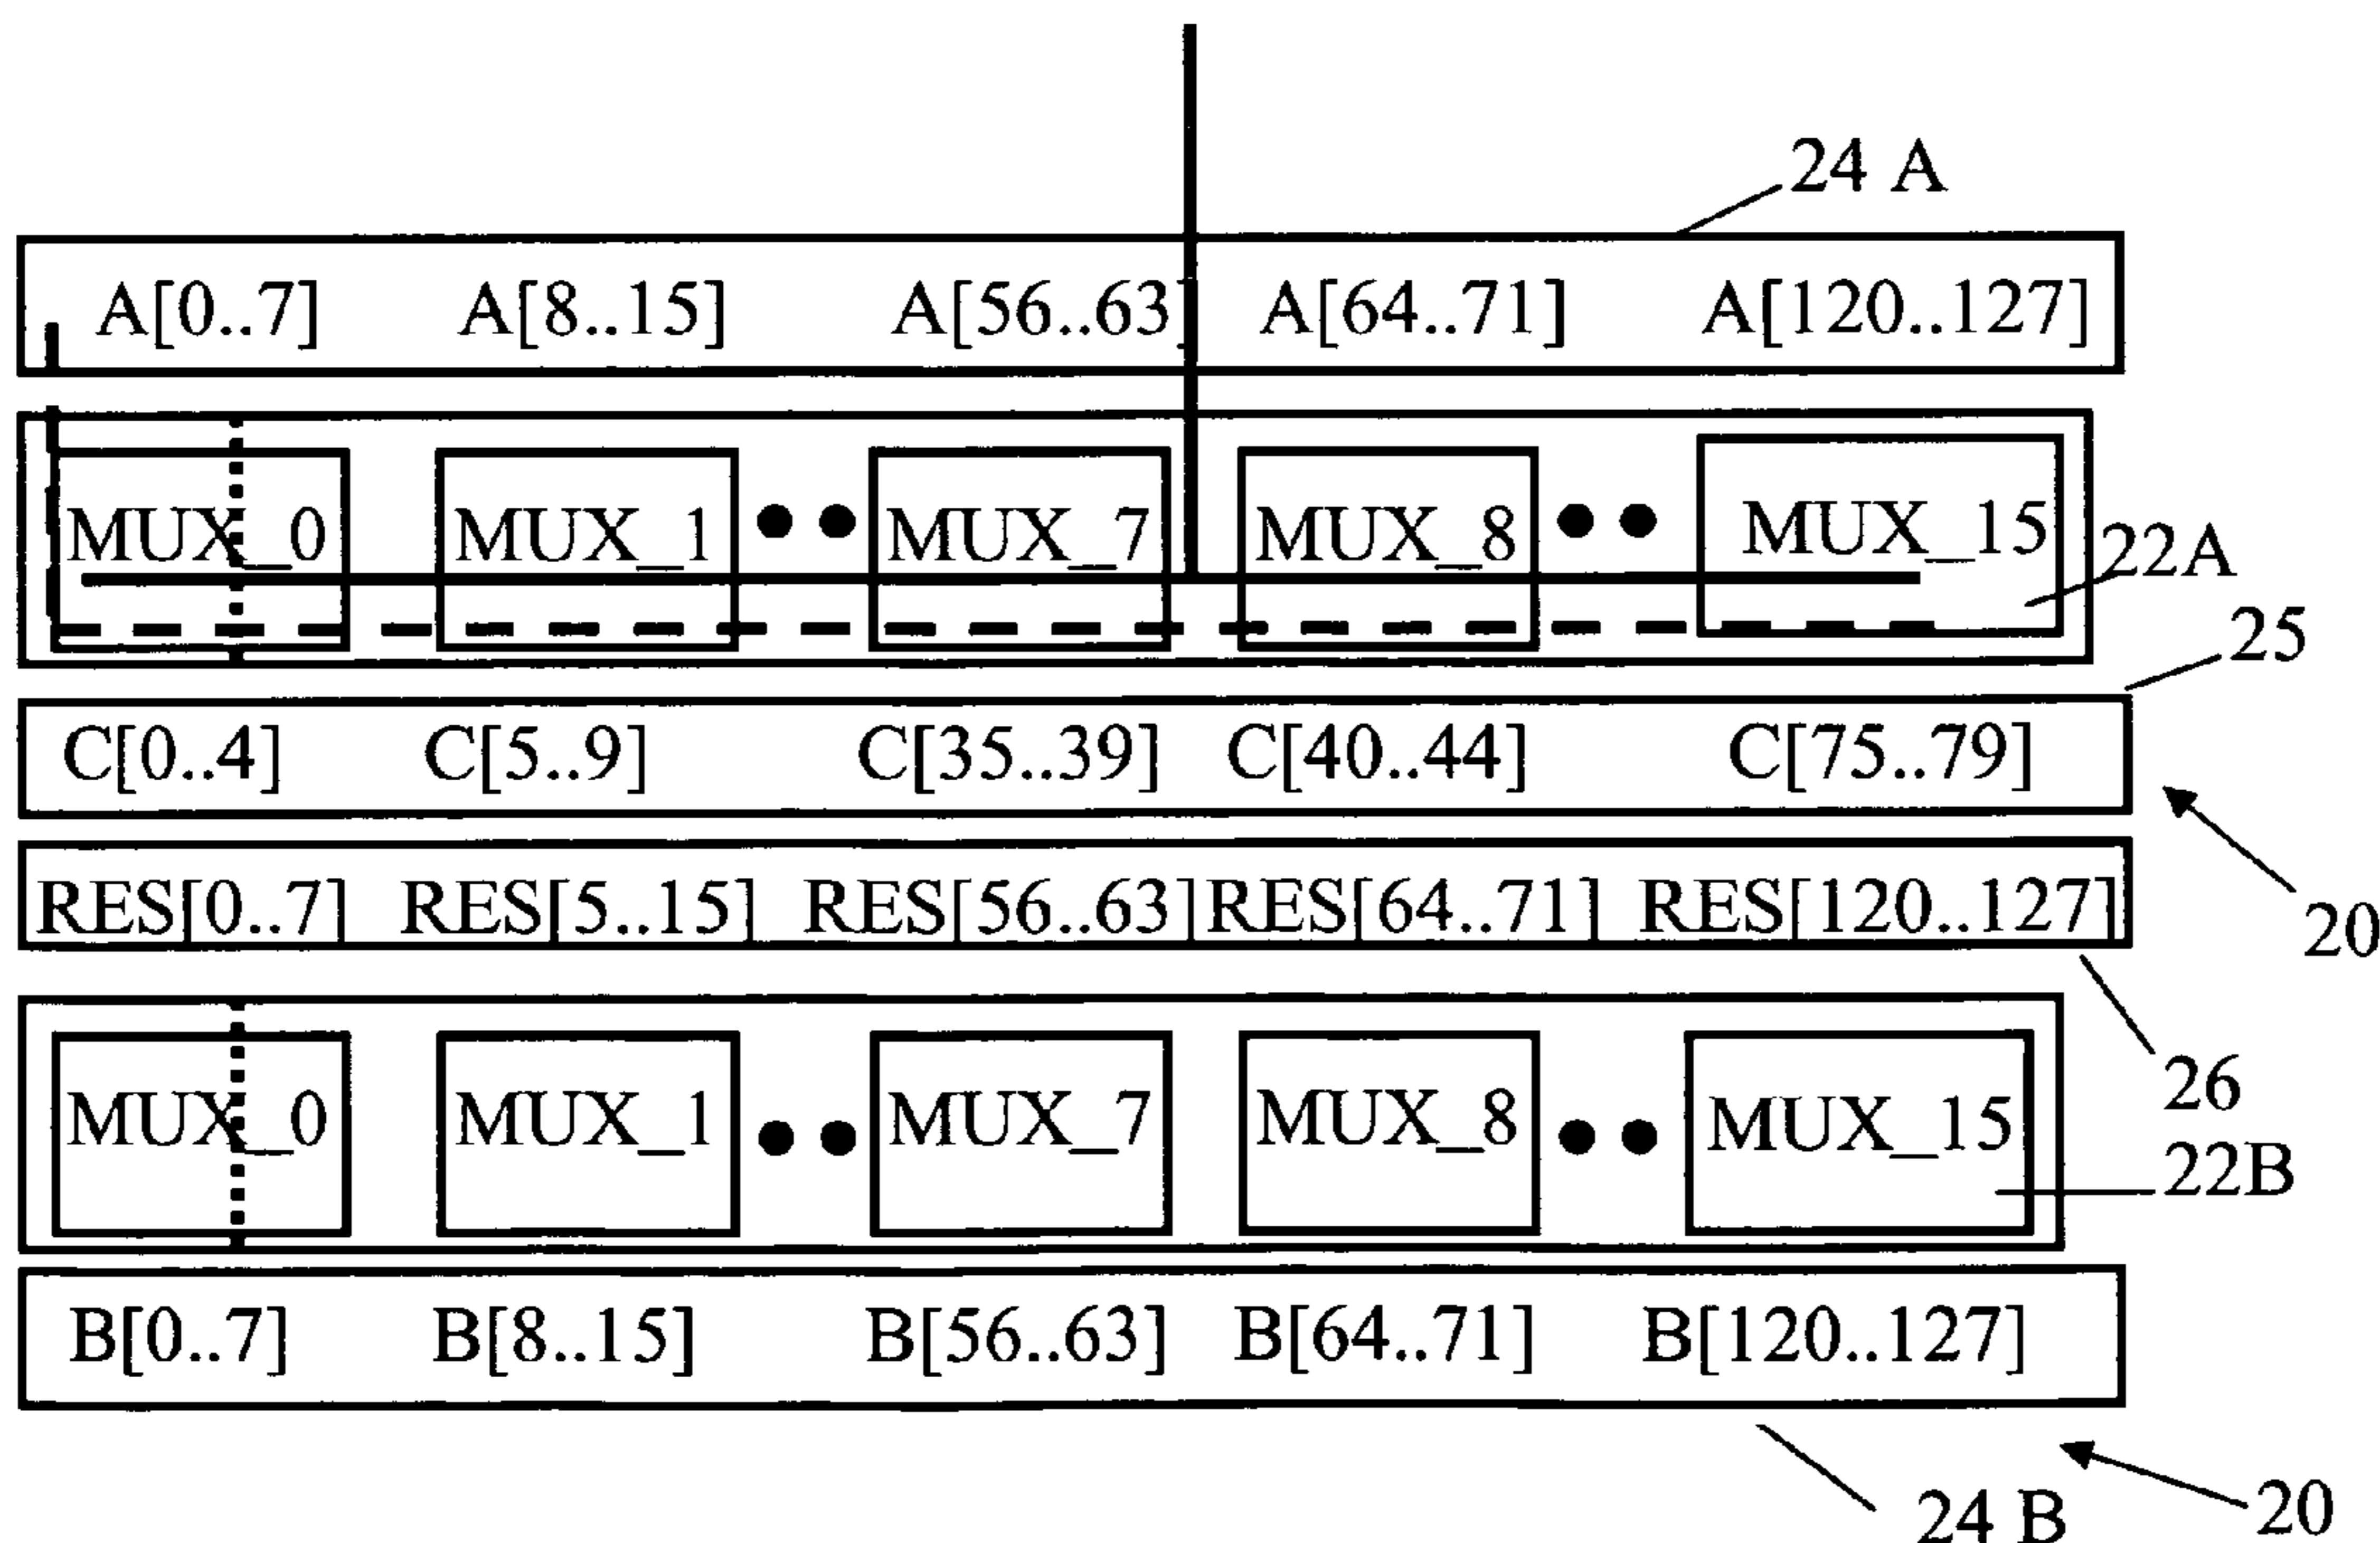 24 A
A[0..7] A[8..15] A[56..63] A[64..71] A[120..127]
MUX_0 MUX_1 MUX_7 MUX_8 MUX_15
22A
25
C[0..4] C[5..9] C[35..39] C[40..44] C[75..79]
RES[0..7] RES[5..15] RES[56..63] RES[64..71] RES[120..127]
20
26
MUX_0 MUX_1 MUX_7 MUX_8 MUX_15
22B
B[0..7] B[8..15] B[56..63] B[64..71] B[120..127]
24 B
20